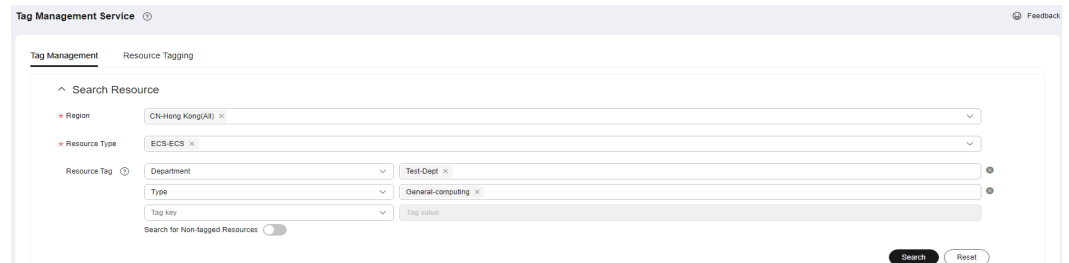 Tag Management Service ?
Feedback
Tag Management Resource Tagging
Search Resource
* Region CN-Hong Kong(All) ×
* Resource Type ECS-ECS ×
Resource Tag ? Department Test-Dept ×
Type General-computing ×
Tag key Tag value
Search for Non-tagged Resources
Search Reset